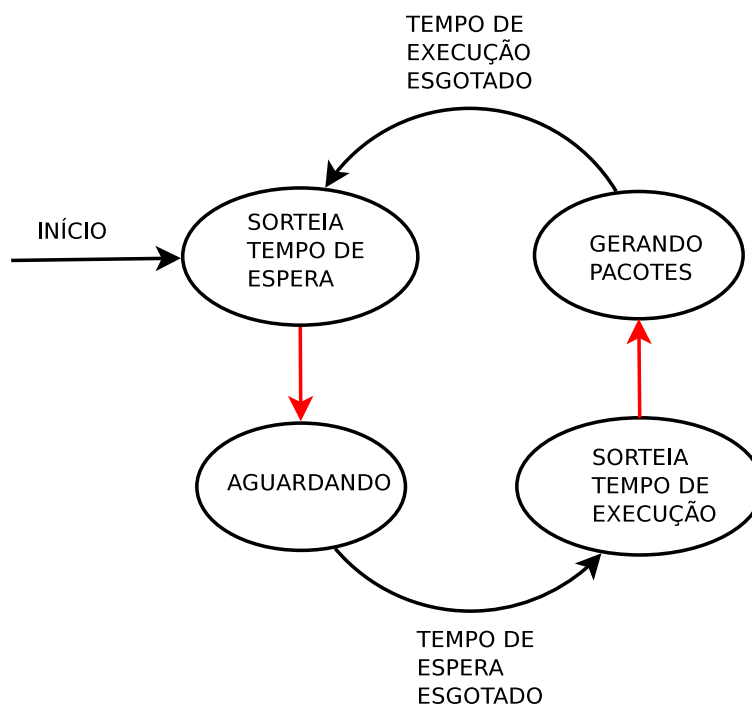 TEMPO DE
EXECUÇÃO
ESGOTADO
INÍCIO
SORTEIA
TEMPO DE
ESPERA
GERANDO
PACOTES
AGUARDANDO
SORTEIA
TEMPO DE
EXECUÇÃO
TEMPO DE
ESPERA
ESGOTADO